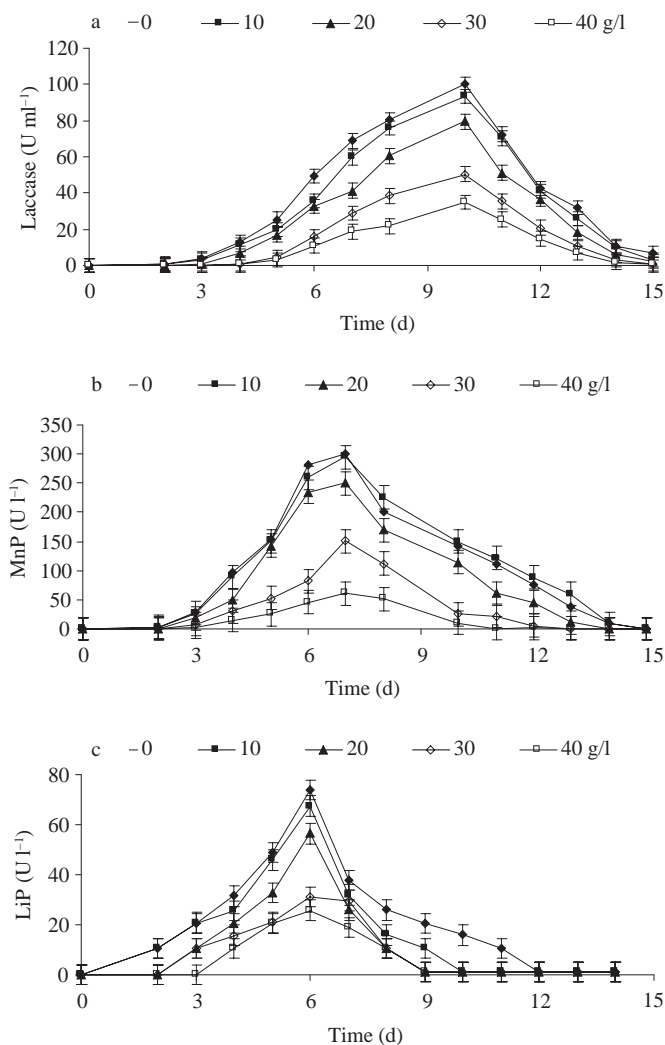 a −0 10 20 30 40 g/l
120
100
80
60
40
20
0
Laccase (U ml⁻¹)
0 3 6 9 12 15
Time (d)
b −0 10 20 30 40 g/l
350
300
250
200
150
100
50
0
MnP (U l⁻¹)
0 3 6 9 12 15
Time (d)
c −0 10 20 30 40 g/l
80
60
40
20
0
LiP (U l⁻¹)
0 3 6 9 12 15
Time (d)